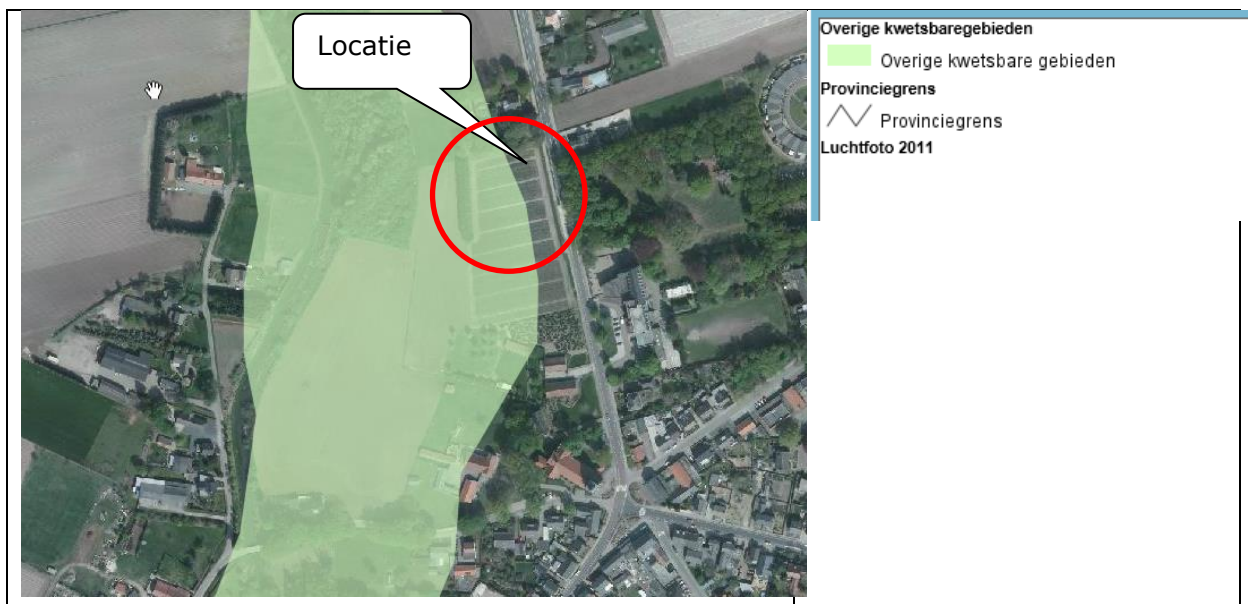 Locatie
Overige kwetsbaregebieden
Overige kwetsbare gebieden
Provinciegrens
Provinciegrens
Luchtfoto 2011